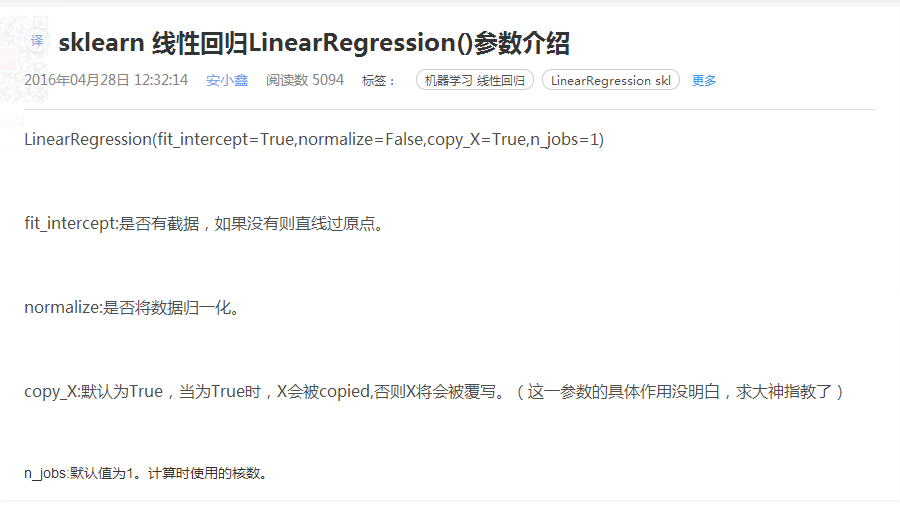 译 sklearn 线性回归LinearRegression()参数介绍
2016年04月28日 12:32:14 安小鑫 阅读数 5094 标签： 机器学习 线性回归 LinearRegression skl 更多
LinearRegression(fit_intercept=True,normalize=False,copy_X=True,n_jobs=1)
fit_intercept:是否有截据，如果没有则直线过原点。
normalize:是否将数据归一化。
copy_X:默认为True，当为True时，X会被copied,否则X将会被覆写。（这一参数的具体作用没明白，求大神指教了）
n_jobs:默认值为1。计算时使用的核数。